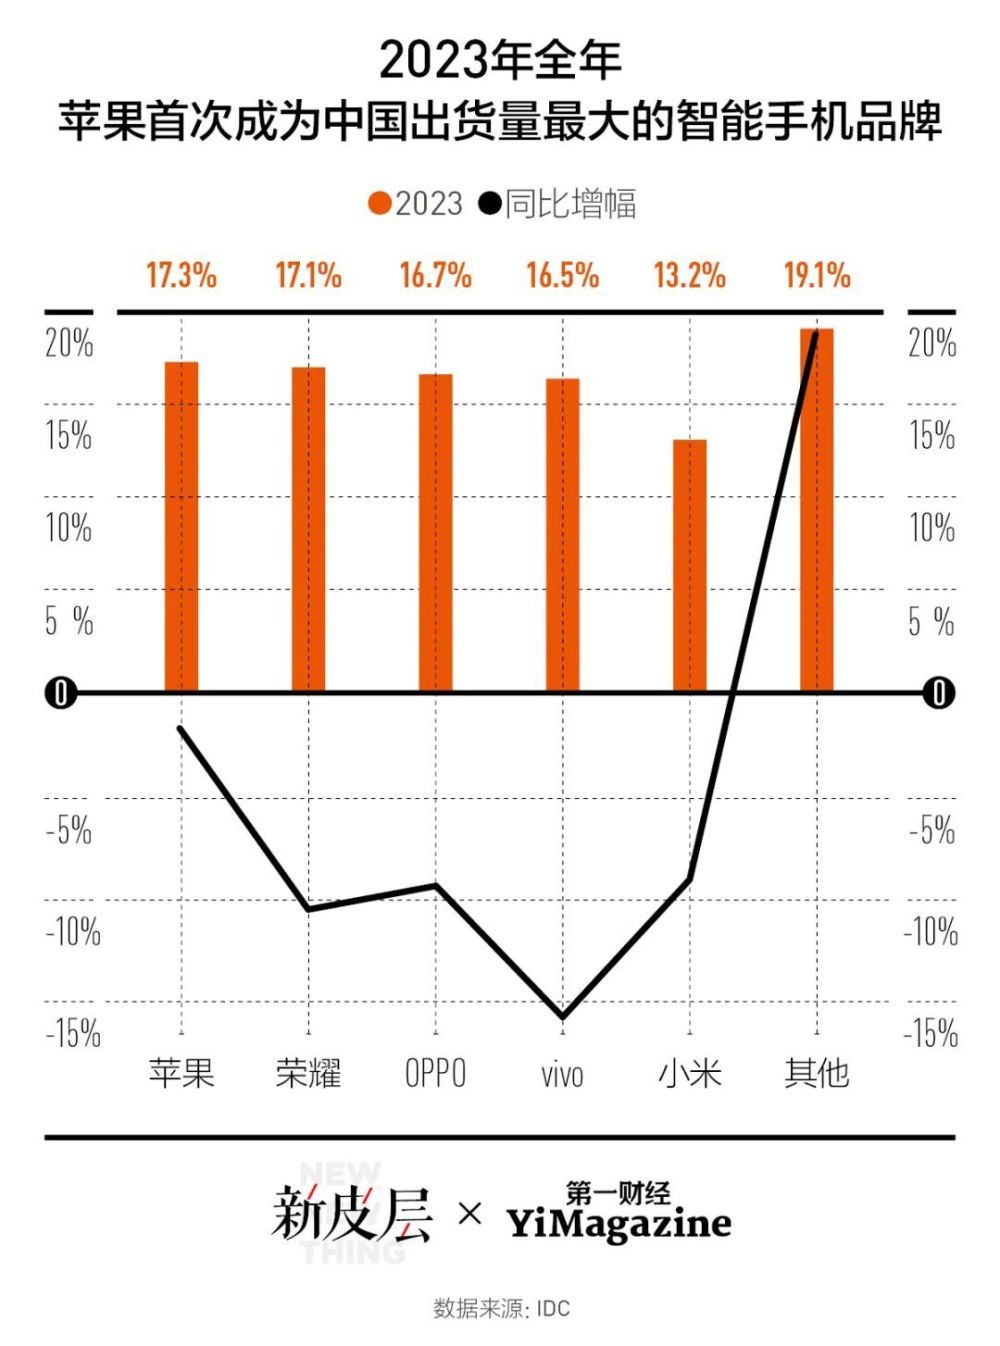 2023年全年
苹果首次成为中国出货量最大的智能手机品牌
2023 同比增幅
17.3% 17.1% 16.7% 16.5% 13.2% 19.1%
20% 20%
15% 15%
10% 10%
5 % 5 %
0 0
-5% -5%
-10% -10%
-15% -15%
苹果 荣耀 OPPO vivo 小米 其他
NEW
新皮层 × 第一财经
YiMagazine
THING
数据来源: IDC